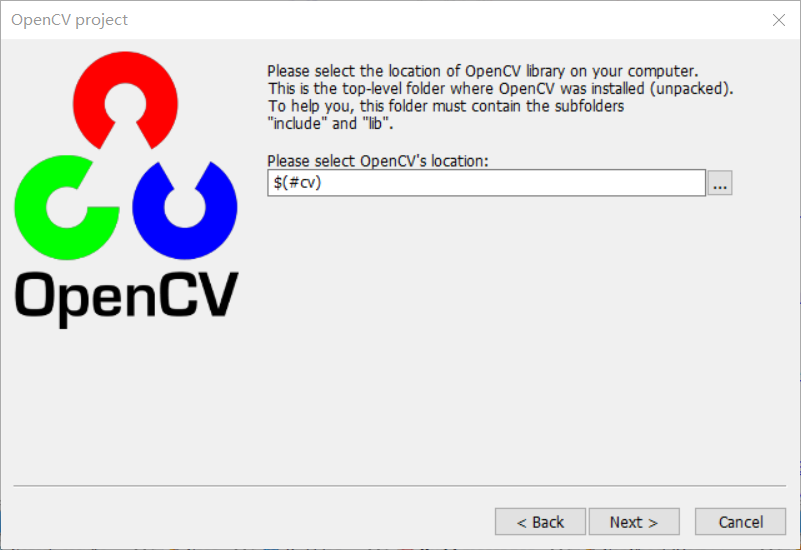 OpenCV project
Please select the location of OpenCV library on your computer.
This is the top-level folder where OpenCV was installed (unpacked).
To help you, this folder must contain the subfolders
"include" and "lib".
Please select OpenCV's location:
$(#cv)
...
OpenCV
< Back
Next >
Cancel